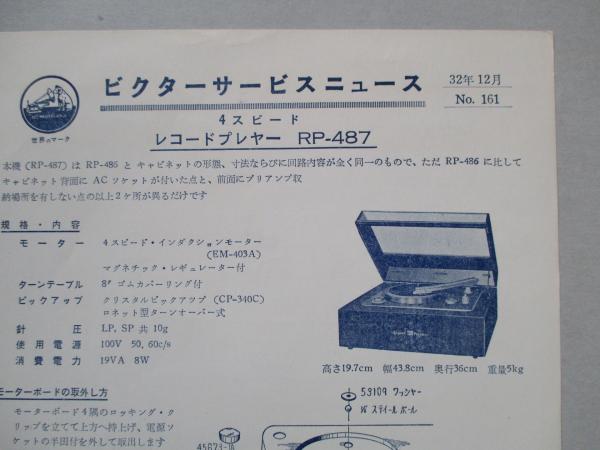 ビクターサービスニュース
32年12月
No. 161
世界のマーク
4スピード
レコードプレヤー RP-487
本機 (RP-487) は RP-486 と キャビネットの形態、寸法ならびに回路内容が全く同一のもので、ただ RP-486 に比して
キャビネット背面に AC ソケットが付いた点と、前面にプリアンプ収
納場所を有しない点の以上2ケ所が異るだけです
規格・内容
モーター 4スピード・インダクションモーター
(EM-403A)
マグネチック・レギュレーター付
ターンテーブル 8″ ゴムカバーリング付
ピックアップ クリスタルピックアップ (CP-340C)
ロネット型ターンオーバー式
針圧 LP, SP 共 10g
使用電源 100V 50, 60c/s
消費電力 19VA 8W
高さ19.7cm 幅43.8cm 奥行36cm 重量5kg
モーターボードの取外し方
モーターボード4隅のロッキング・ク
リップを立てて上方へ持上げ、電源ソ
ケットの半田付を外して取出します
53109 ワッシャー
スティール ボール
45673-1A